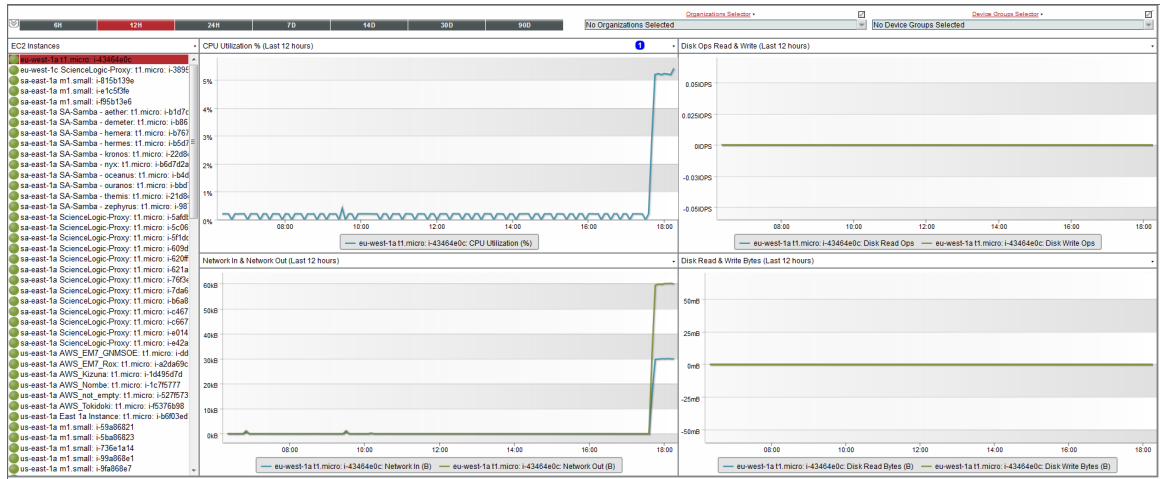 Organizations Selector
Device Groups Selector
6H 12H 24H 7D 14D 30D 90D
No Organizations Selected
No Device Groups Selected
EC2 Instances
eu-west-1a t1.micro: i-43464e0c
eu-west-1c ScienceLogic-Proxy: t1.micro: i-3895
sa-east-1a m1.small: i-815b139e
sa-east-1a m1.small: i-e1c5f3fe
sa-east-1a m1.small: i-f95b13e6
sa-east-1a SA-Samba - aether: t1.micro: i-b1d7c
sa-east-1a SA-Samba - demeter: t1.micro: i-b86
sa-east-1a SA-Samba - hemera: t1.micro: i-b767
sa-east-1a SA-Samba - hermes: t1.micro: i-b5d7
sa-east-1a SA-Samba - kronos: t1.micro: i-22d8
sa-east-1a SA-Samba - nyx: t1.micro: i-b6d7d2a
sa-east-1a SA-Samba - oceanus: t1.micro: i-b4d
sa-east-1a SA-Samba - ouranos: t1.micro: i-bbd
sa-east-1a SA-Samba - themis: t1.micro: i-21d8
sa-east-1a SA-Samba - zephyrus: t1.micro: i-98
sa-east-1a ScienceLogic-Proxy: t1.micro: i-5afd
sa-east-1a ScienceLogic-Proxy: t1.micro: i-5c06
sa-east-1a ScienceLogic-Proxy: t1.micro: i-5f1dc
sa-east-1a ScienceLogic-Proxy: t1.micro: i-609d
sa-east-1a ScienceLogic-Proxy: t1.micro: i-620ff
sa-east-1a ScienceLogic-Proxy: t1.micro: i-621a
sa-east-1a ScienceLogic-Proxy: t1.micro: i-76f3
sa-east-1a ScienceLogic-Proxy: t1.micro: i-7da6
sa-east-1a ScienceLogic-Proxy: t1.micro: i-b6a8
sa-east-1a ScienceLogic-Proxy: t1.micro: i-c467
sa-east-1a ScienceLogic-Proxy: t1.micro: i-c667
sa-east-1a ScienceLogic-Proxy: t1.micro: i-e014
sa-east-1a ScienceLogic-Proxy: t1.micro: i-e42a
us-east-1a AWS_EM7_GNMSOE: t1.micro: i-dd
us-east-1a AWS_EM7_Rox: t1.micro: i-a2da69c
us-east-1a AWS_Kizuna: t1.micro: i-1d495d7d
us-east-1a AWS_Nombe: t1.micro: i-1c7f5777
us-east-1a AWS_not_empty: t1.micro: i-527f573
us-east-1a AWS_Tokidoki: t1.micro: i-f5376b98
us-east-1a East 1a Instance: t1.micro: i-b6f03ed
us-east-1a m1.small: i-59a86821
us-east-1a m1.small: i-5ba86823
us-east-1a m1.small: i-736e1a14
us-east-1a m1.small: i-99a868e1
us-east-1a m1.small: i-9fa868e7
CPU Utilization % (Last 12 hours)
1
5%
4%
3%
2%
1%
0%
08:00 10:00 12:00 14:00 16:00 18:00
eu-west-1a t1.micro: i-43464e0c: CPU Utilization (%)
Disk Ops Read & Write (Last 12 hours)
0.05IOPS
0.025IOPS
0IOPS
-0.03IOPS
-0.05IOPS
08:00 10:00 12:00 14:00 16:00 18:00
eu-west-1a t1.micro: i-43464e0c: Disk Read Ops eu-west-1a t1.micro: i-43464e0c: Disk Write Ops
Network In & Network Out (Last 12 hours)
60kB
50kB
40kB
30kB
20kB
10kB
0kB
08:00 10:00 12:00 14:00 16:00 18:00
eu-west-1a t1.micro: i-43464e0c: Network In (B) eu-west-1a t1.micro: i-43464e0c: Network Out (B)
Disk Read & Write Bytes (Last 12 hours)
50mB
25mB
0mB
-25mB
-50mB
08:00 10:00 12:00 14:00 16:00 18:00
eu-west-1a t1.micro: i-43464e0c: Disk Read Bytes (B) eu-west-1a t1.micro: i-43464e0c: Disk Write Bytes (B)